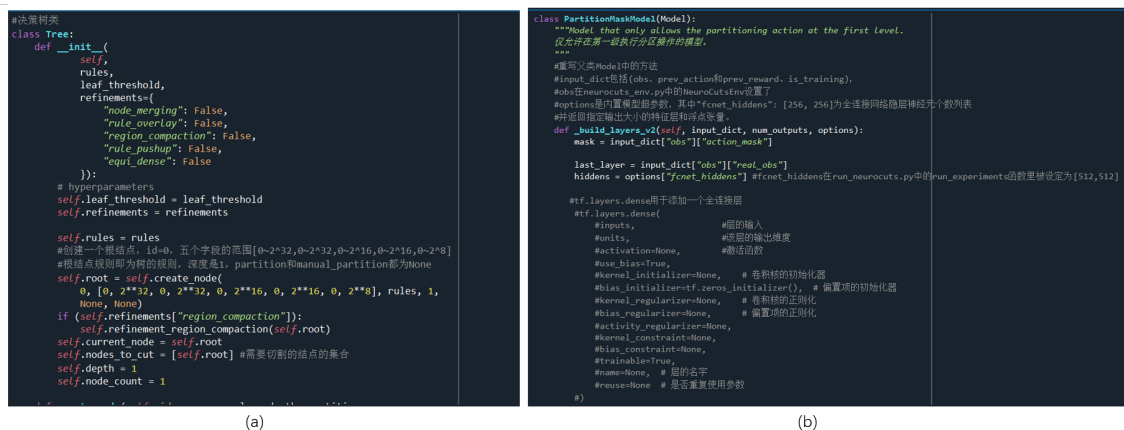 #决策树类
class Tree:
def __init__(
self,
rules,
leaf_threshold,
refinements={
"node_merging": False,
"rule_overlay": False,
"region_compaction": False,
"rule_pushup": False,
"equi_dense": False
}):
# hyperparameters
self.leaf_threshold = leaf_threshold
self.refinements = refinements
self.rules = rules
#创建一个根结点，id=0，五个字段的范围[0~2^32,0~2^32,0~2^16,0~2^16,0~2^8]
#根结点规则即为树的规则，深度是1，partition和manual_partition都为None
self.root = self.create_node(
0, [0, 2**32, 0, 2**32, 0, 2**16, 0, 2**16, 0, 2**8], rules, 1,
None, None)
if (self.refinements["region_compaction"]):
self.refinement_region_compaction(self.root)
self.current_node = self.root
self.nodes_to_cut = [self.root] #需要切割的结点的集合
self.depth = 1
self.node_count = 1
(a)
class PartitionMaskModel(Model):
"""Model that only allows the partitioning action at the first level.
仅允许在第一级执行分区操作的模型.
"""
#重写父类Model中的方法
#input_dict包括(obs、prev_action和prev_reward、is_training)，
#obs在neurocuts_env.py中的NeuroCutsEnv设置了
#options是内置模型超参数，其中"fcnet_hiddens": [256, 256]为全连接网络隐层神经元个数列表
#并返回指定输出大小的特征层和浮点张量。
def _build_layers_v2(self, input_dict, num_outputs, options):
mask = input_dict["obs"]["action_mask"]
last_layer = input_dict["obs"]["real_obs"]
hiddens = options["fcnet_hiddens"] #fcnet_hiddens在run_neurocuts.py中的run_experiments函数里被设定为[512,512]
#tf.layers.dense用于添加一个全连接层
#tf.layers.dense(
#inputs, #层的输入
#units, #该层的输出维度
#activation=None, #激活函数
#use_bias=True,
#kernel_initializer=None, # 卷积核的初始化器
#bias_initializer=tf.zeros_initializer(), # 偏置项的初始化器
#kernel_regularizer=None, # 卷积核的正则化
#bias_regularizer=None, # 偏置项的正则化
#activity_regularizer=None,
#kernel_constraint=None,
#bias_constraint=None,
#trainable=True,
#name=None, # 层的名字
#reuse=None # 是否重复使用参数
#)
(b)